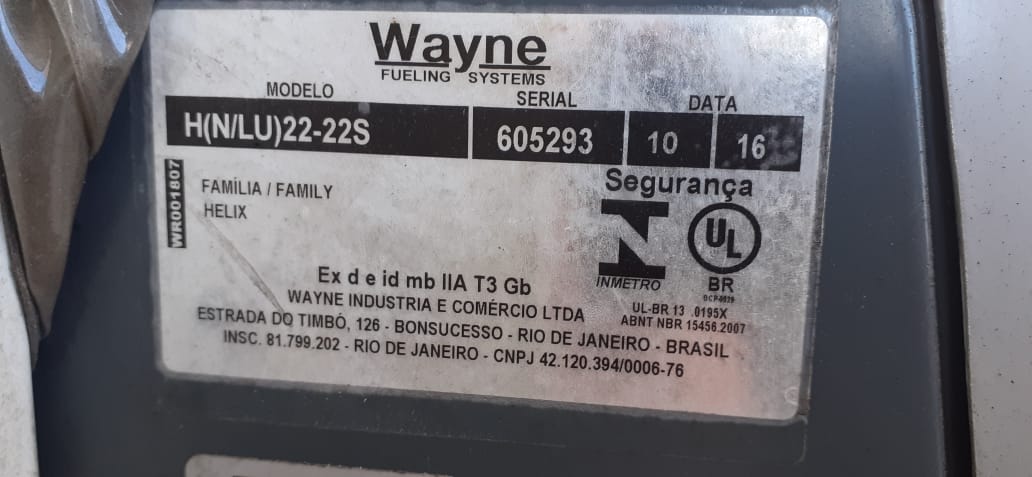 Wayne
FUELING SYSTEMS
MODELO SERIAL DATA
H(N/LU)22-22S 605293 10 16
WR001807
FAMÍLIA / FAMILY
HELIX
Segurança
INMETRO
UL
BR
Ex d e id mb IIA T3 Gb
UL-BR 13 .0195X
ABNT NBR 15456.2007
WAYNE INDUSTRIA E COMÉRCIO LTDA
ESTRADA DO TIMBÓ, 126 - BONSUCESSO - RIO DE JANEIRO - BRASIL
INSC. 81.799.202 - RIO DE JANEIRO - CNPJ 42.120.394/0006-76